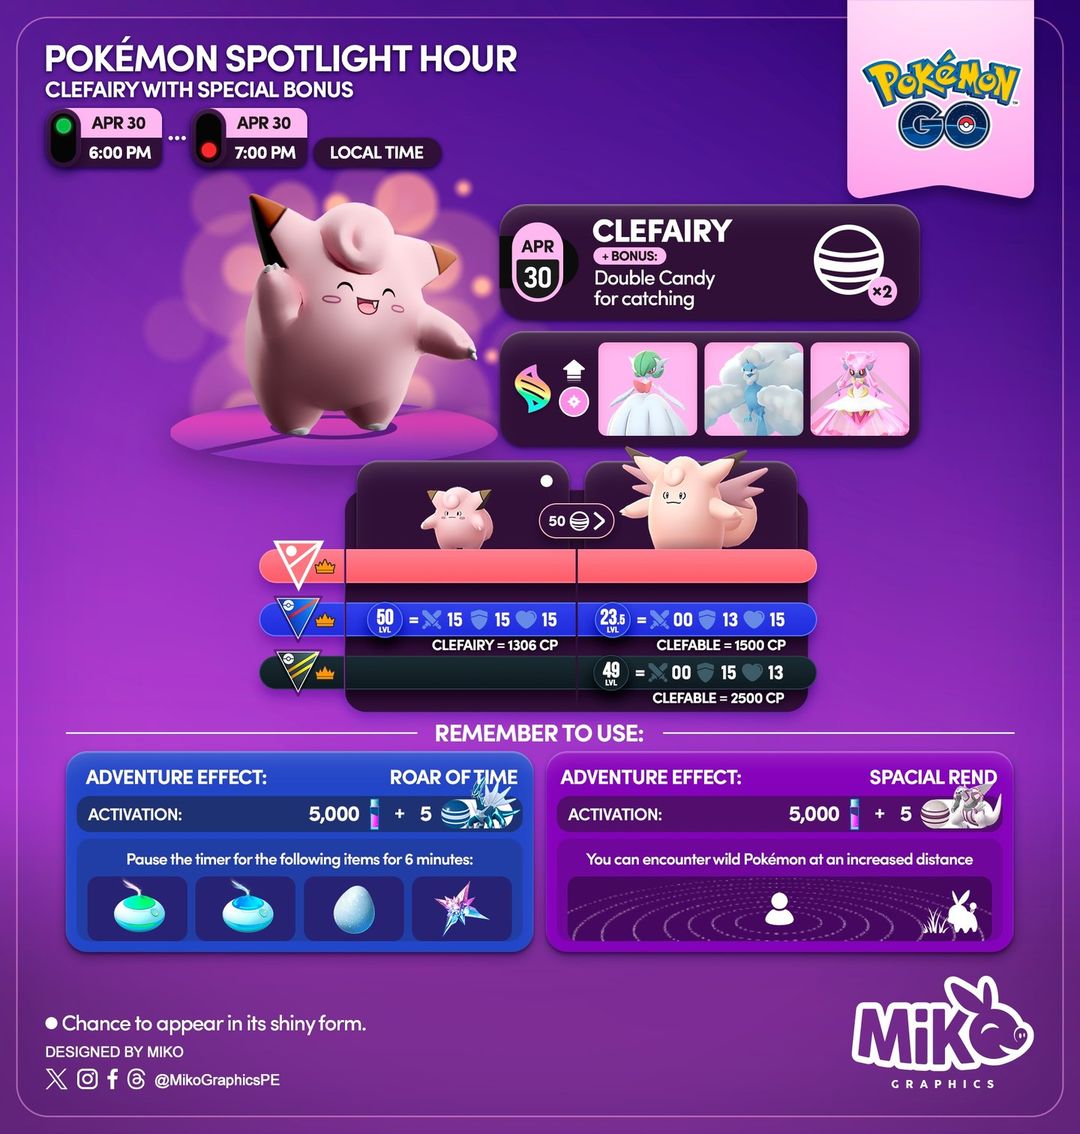 POKÉMON SPOTLIGHT HOUR
CLEFAIRY WITH SPECIAL BONUS
APR 30
6:00 PM
...
APR 30
7:00 PM
LOCAL TIME
POKéMON
GO
APR
30
CLEFAIRY
+ BONUS:
Double Candy
for catching
×2
50
50 LVL = 15 15 15
CLEFAIRY = 1306 CP
23.5 LVL = 00 13 15
CLEFABLE = 1500 CP
49 LVL = 00 15 13
CLEFABLE = 2500 CP
REMEMBER TO USE:
ADVENTURE EFFECT: ROAR OF TIME
ACTIVATION: 5,000 + 5
Pause the timer for the following items for 6 minutes:
ADVENTURE EFFECT: SPACIAL REND
ACTIVATION: 5,000 + 5
You can encounter wild Pokémon at an increased distance
Chance to appear in its shiny form.
DESIGNED BY MIKO
@MikoGraphicsPE
MiKO
GRAPHICS